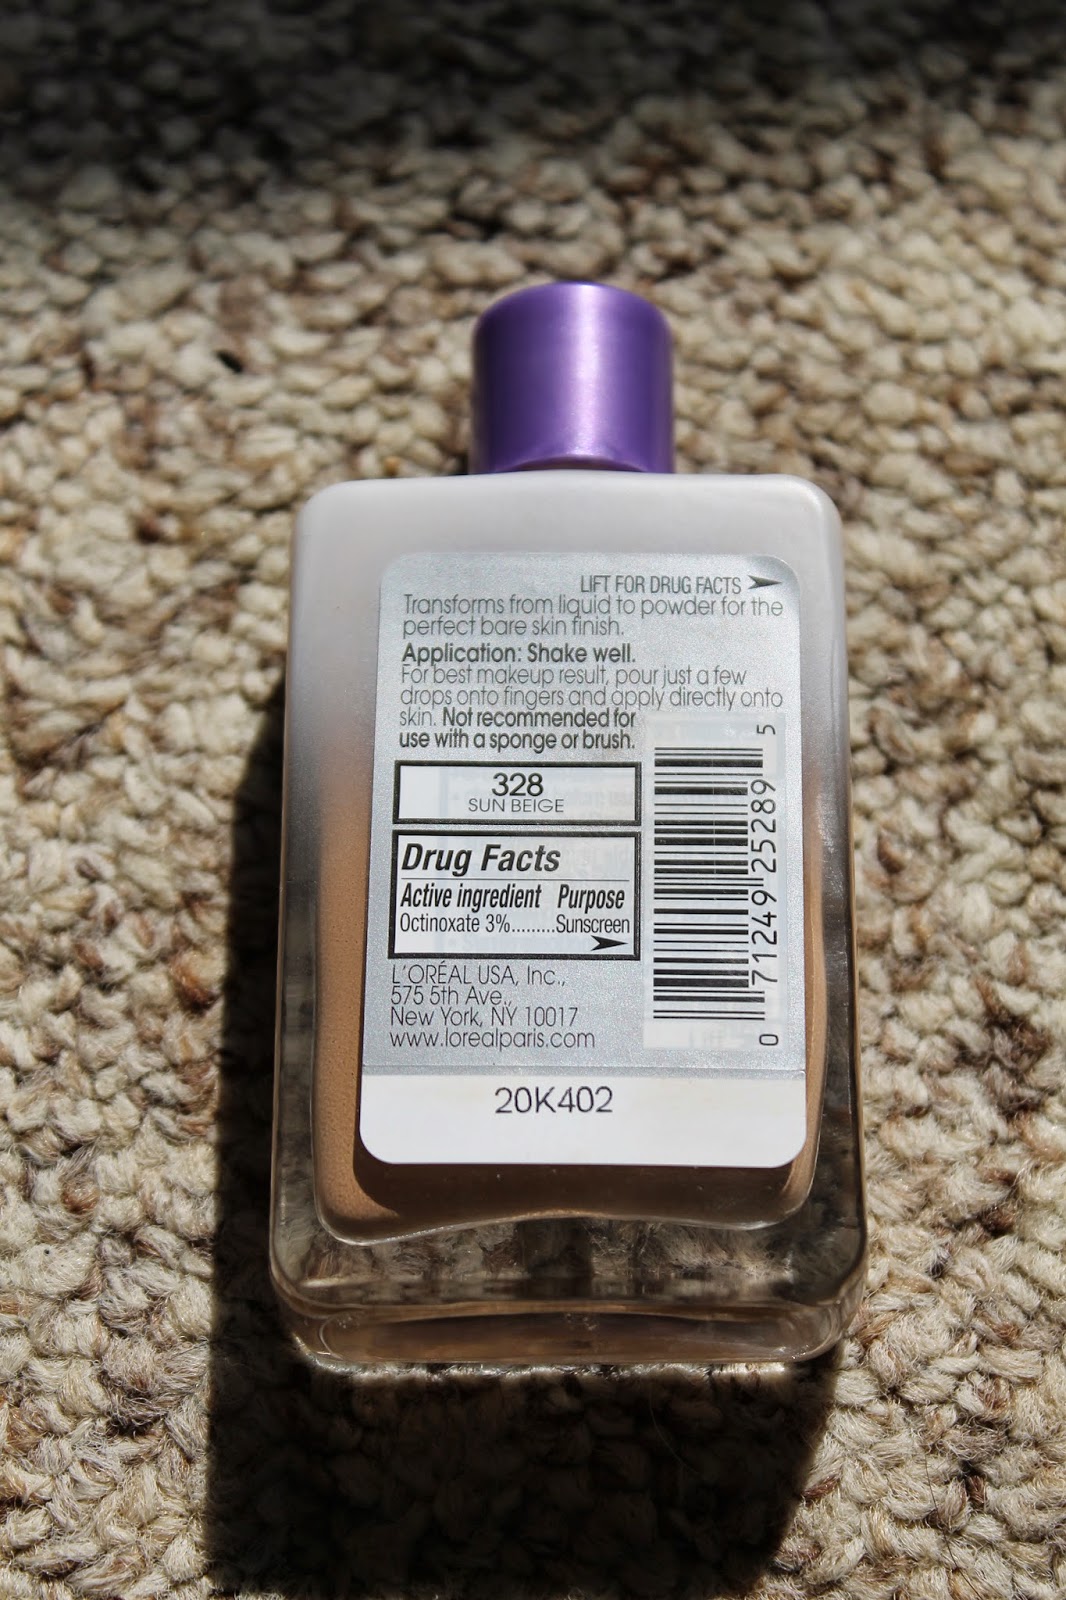 LIFT FOR DRUG FACTS
Transforms from liquid to powder for the
perfect bare skin finish.
Application: Shake well.
For best makeup result, pour just a few
drops onto fingers and apply directly onto
skin. Not recommended for
use with a sponge or brush.
328
SUN BEIGE
Drug Facts
Active ingredient Purpose
Octinoxate 3%.........Sunscreen
L'ORÉAL USA, Inc.,
575 5th Ave.,
New York, NY 10017
www.lorealparis.com
0 71249 25289 5
20K402